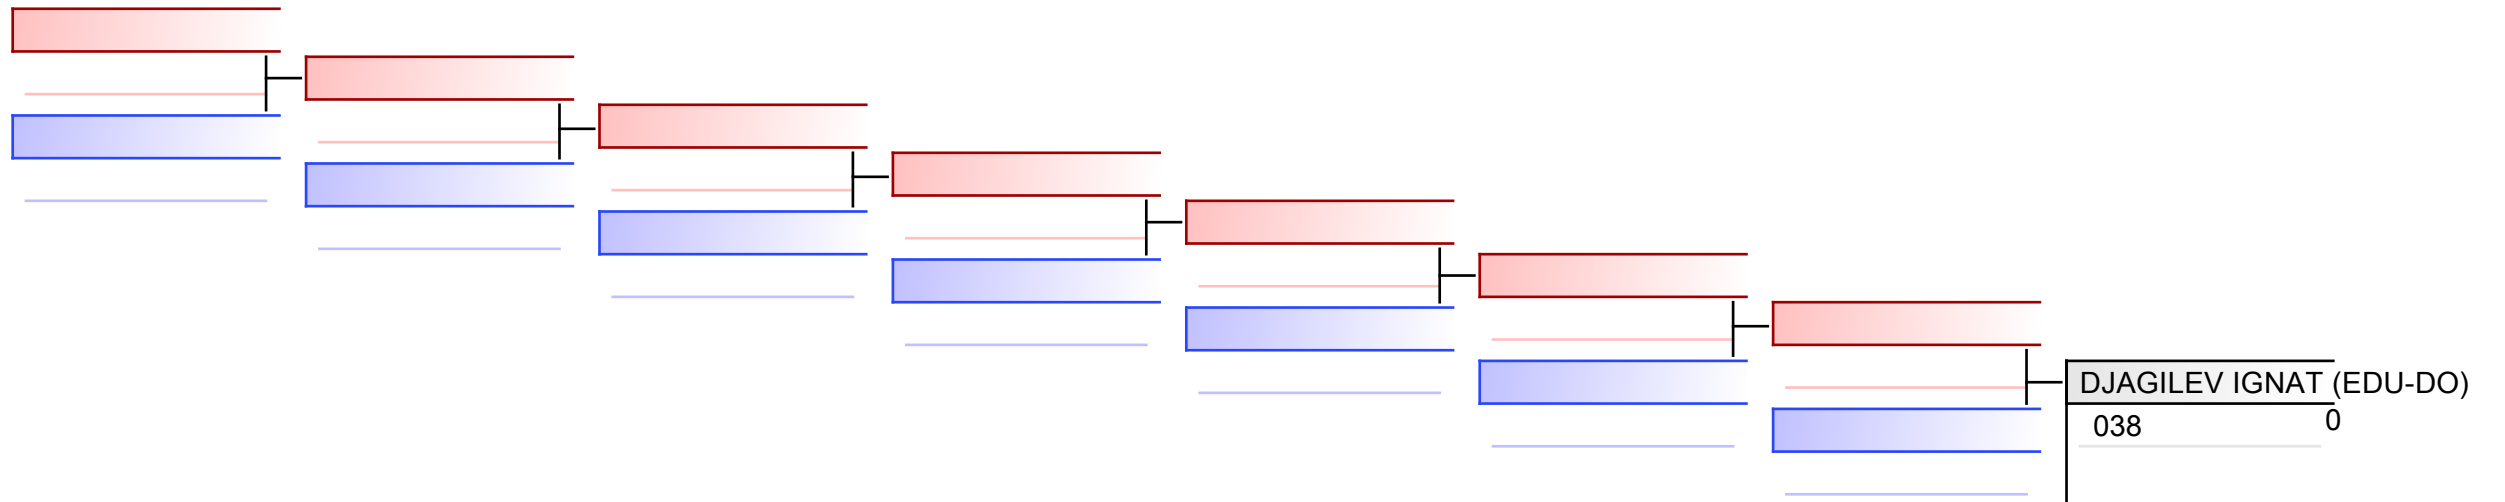 DJAGILEV IGNAT (EDU-DO)
038 0